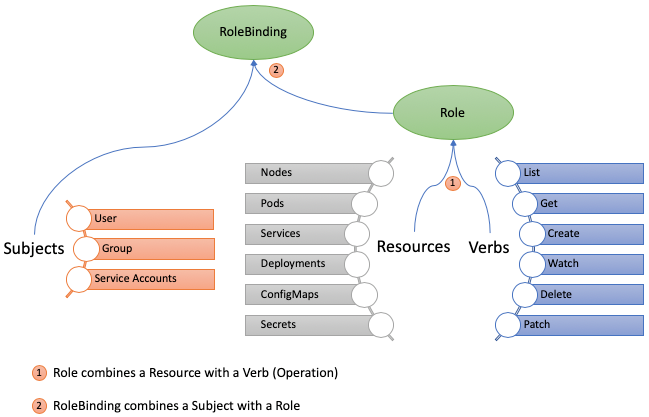 RoleBinding
2
Role
Nodes
Pods
Services
Deployments
ConfigMaps
Secrets
1
List
Get
Create
Watch
Delete
Patch
User
Group
Service Accounts
Subjects
Resources
Verbs
1 Role combines a Resource with a Verb (Operation)
2 RoleBinding combines a Subject with a Role